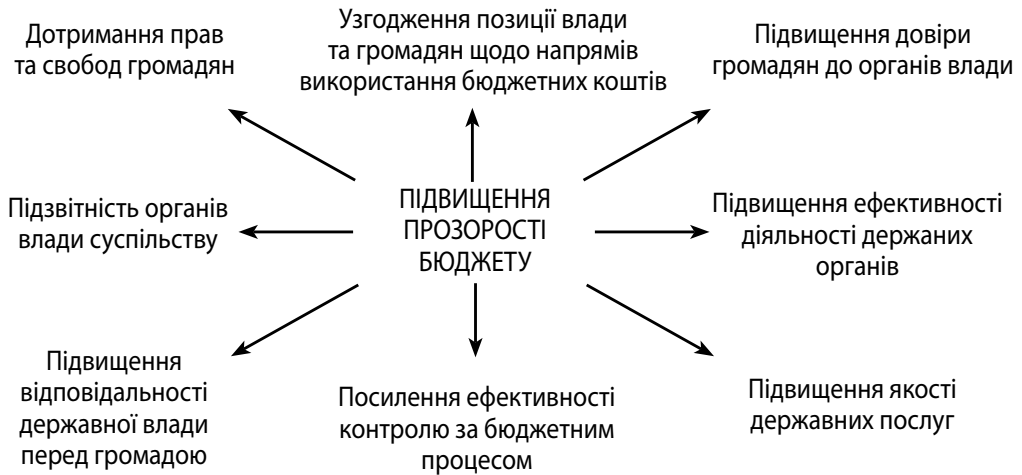 Дотримання прав
та свобод громадян
Узгодження позиції влади
та громадян щодо напрямів
використання бюджетних коштів
Підвищення довіри
громадян до органів влади
Підзвітність органів
влади суспільству
ПІДВИЩЕННЯ
ПРОЗОРОСТІ
БЮДЖЕТУ
Підвищення ефективності
діяльності держаних
органів
Підвищення
відповідальності
державної влади
перед громадою
Посилення ефективності
контролю за бюджетним
процесом
Підвищення якості
державних послуг